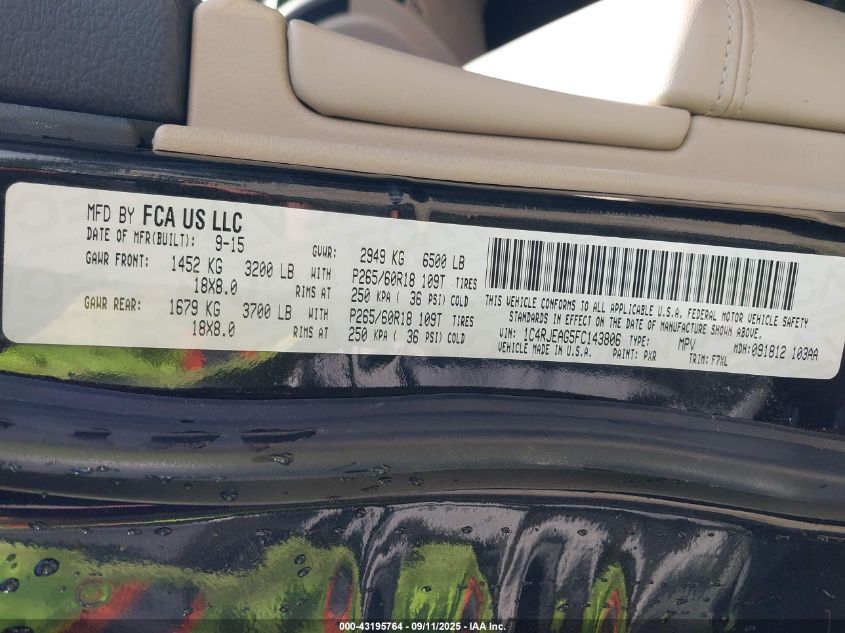 MFD BY FCA US LLC
DATE OF MFR(BUILT): 9-15
GVWR: 2949 KG 6500 LB
GAWR FRONT: 1452 KG 3200 LB WITH P265/60R18 109T TIRES
18X8.0 RIMS AT 250 KPA ( 36 PSI) COLD
GAWR REAR: 1679 KG 3700 LB WITH P265/60R18 109T TIRES
18X8.0 RIMS AT 250 KPA ( 36 PSI) COLD
THIS VEHICLE CONFORMS TO ALL APPLICABLE U.S.A. FEDERAL MOTOR VEHICLE SAFETY
STANDARDS IN EFFECT ON THE DATE OF MANUFACTURE SHOWN ABOVE.
VIN: 1C4RJEAG5FC143806 TYPE: MPV MDH:091812 103AA
MADE IN U.S.A. PAINT: PXR TRIM:F7XL
000-43195764 - 09/11/2025 - IAA Inc.